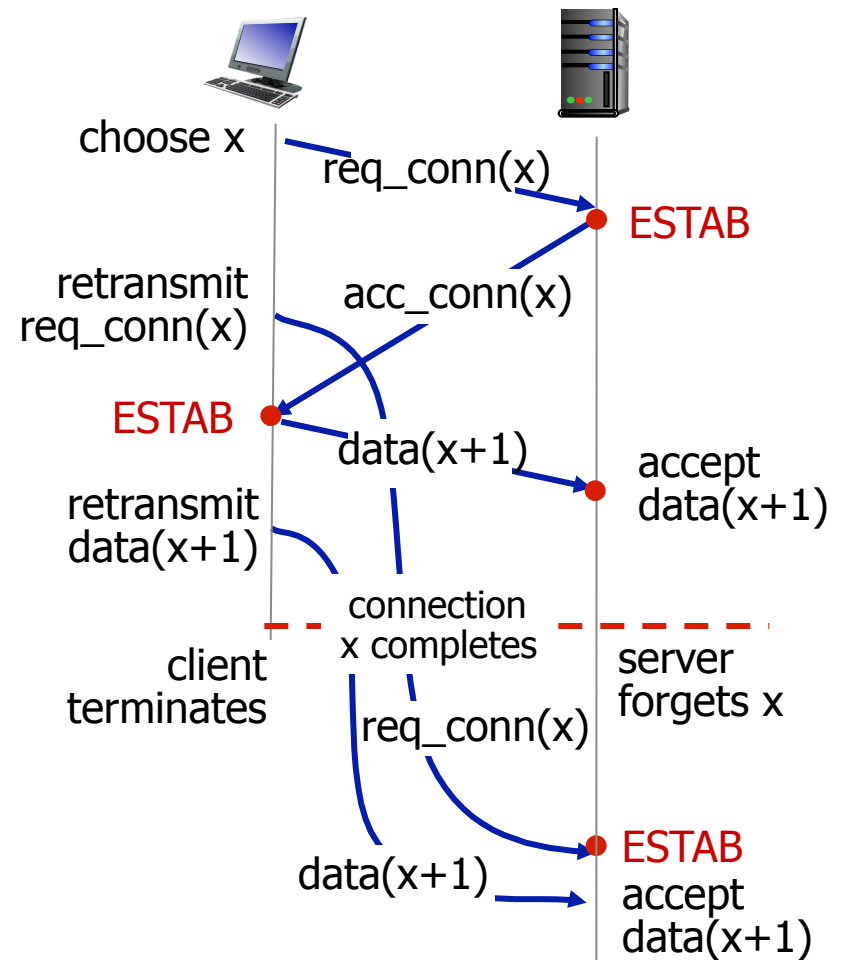 choose x
req_conn(x)
ESTAB
retransmit
req_conn(x)
acc_conn(x)
ESTAB
data(x+1)
accept
data(x+1)
retransmit
data(x+1)
connection
x completes
client
terminates
server
forgets x
req_conn(x)
ESTAB
data(x+1)
accept
data(x+1)